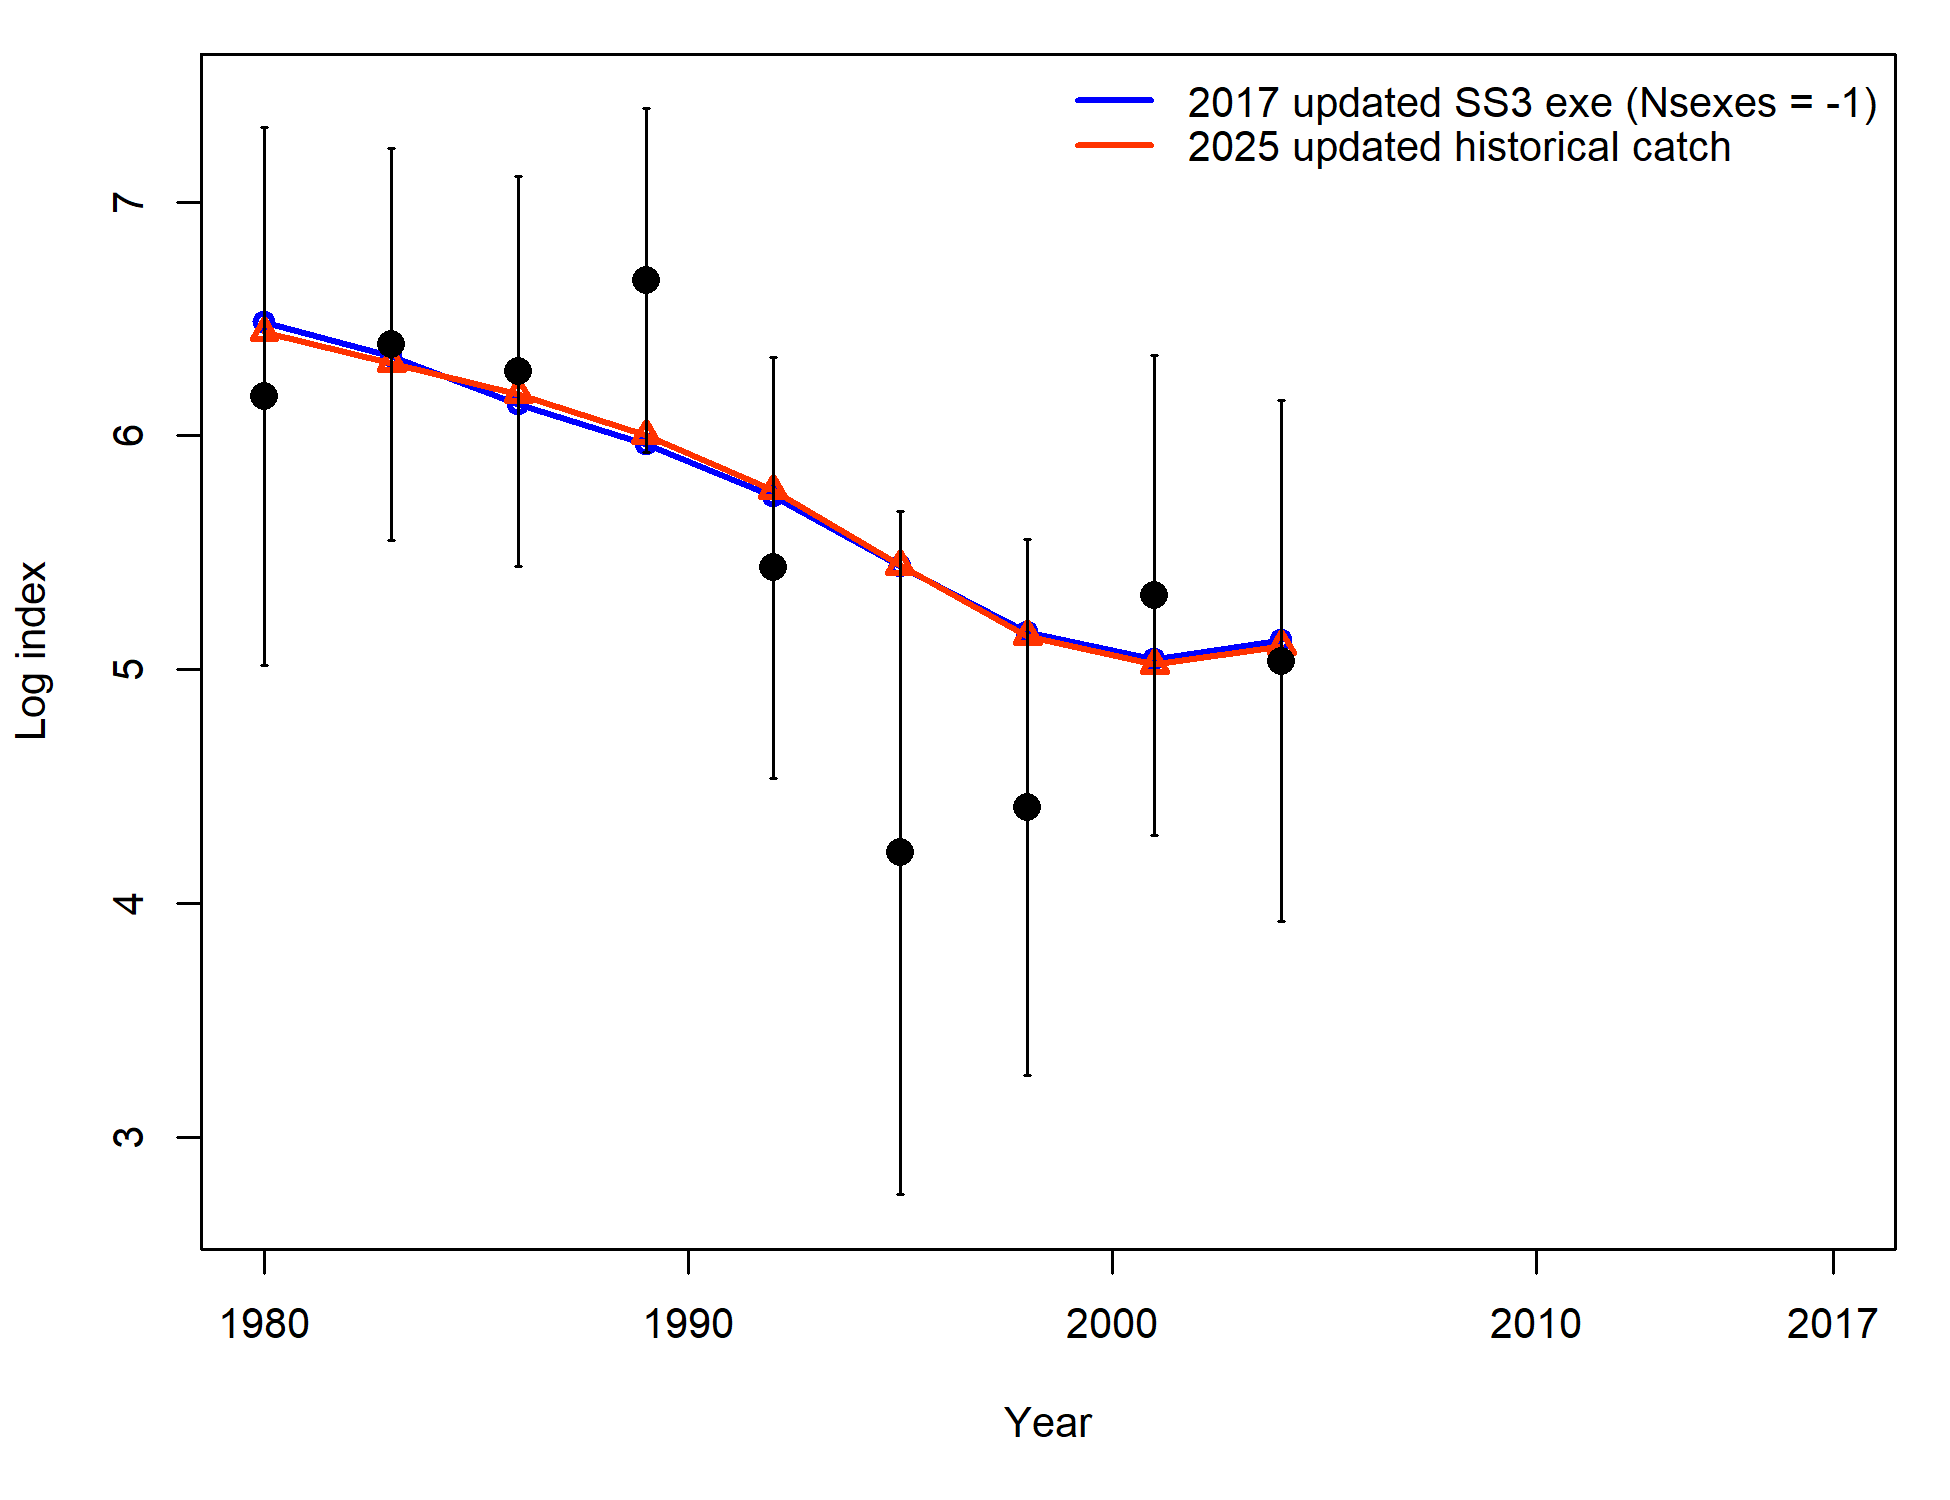 2017 updated SS3 exe (Nsexes = -1)
2025 updated historical catch
7
6
5
4
3
Log index
1980
1990
2000
2010
2017
Year